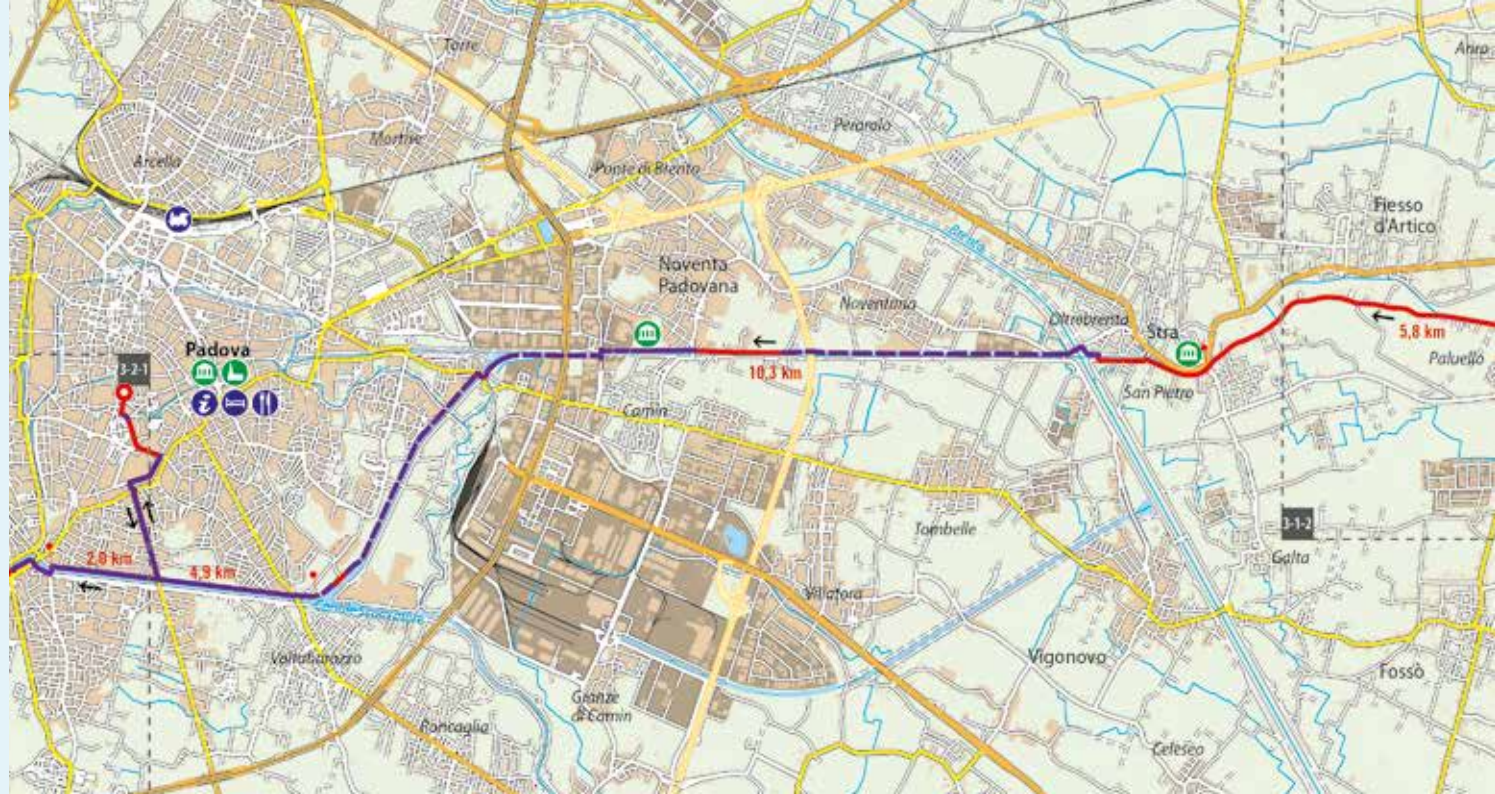 Torre
Arra
Perarolo
Mortise
Arcella
Ponte di Brenta
Fiesso
d'Artico
Brenta
Noventa
Padovana
Noventana
Oltrebrenta
Stra
5,8 km
Padova
3-2-1
10,3 km
Paluello
San Pietro
Camin
Tombelle
3-1-2
Galta
2,0 km
4,9 km
Villatora
Voltabarozzo
Vigonovo
Fossò
Granze
di Camin
Roncaglia
Celeseo